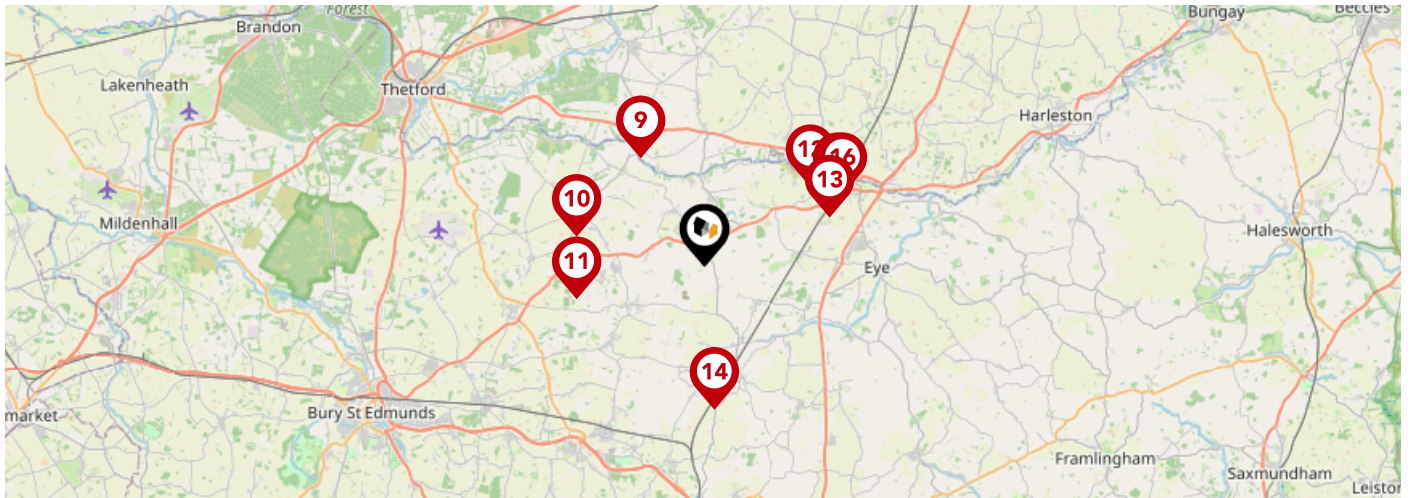 Forest
Brandon
Bungay
Beccles
Lakenheath
Thetford
Harleston
9
16
13
10
Mildenhall
11
Halesworth
Eye
14
Bury St Edmunds
market
Framlingham
Saxmundham
Leiston